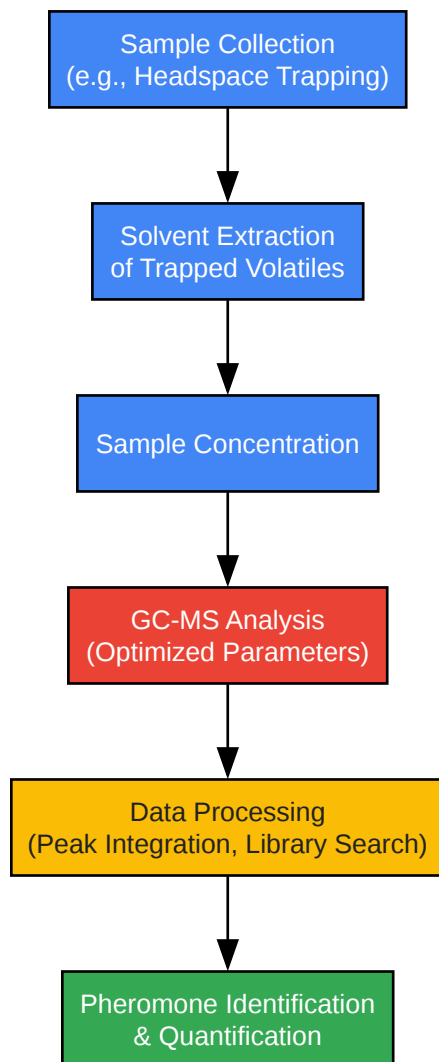 Sample Collection
(e.g., Headspace Trapping)
Solvent Extraction
of Trapped Volatiles
Sample Concentration
GC-MS Analysis
(Optimized Parameters)
Data Processing
(Peak Integration, Library Search)
Pheromone Identification
& Quantification